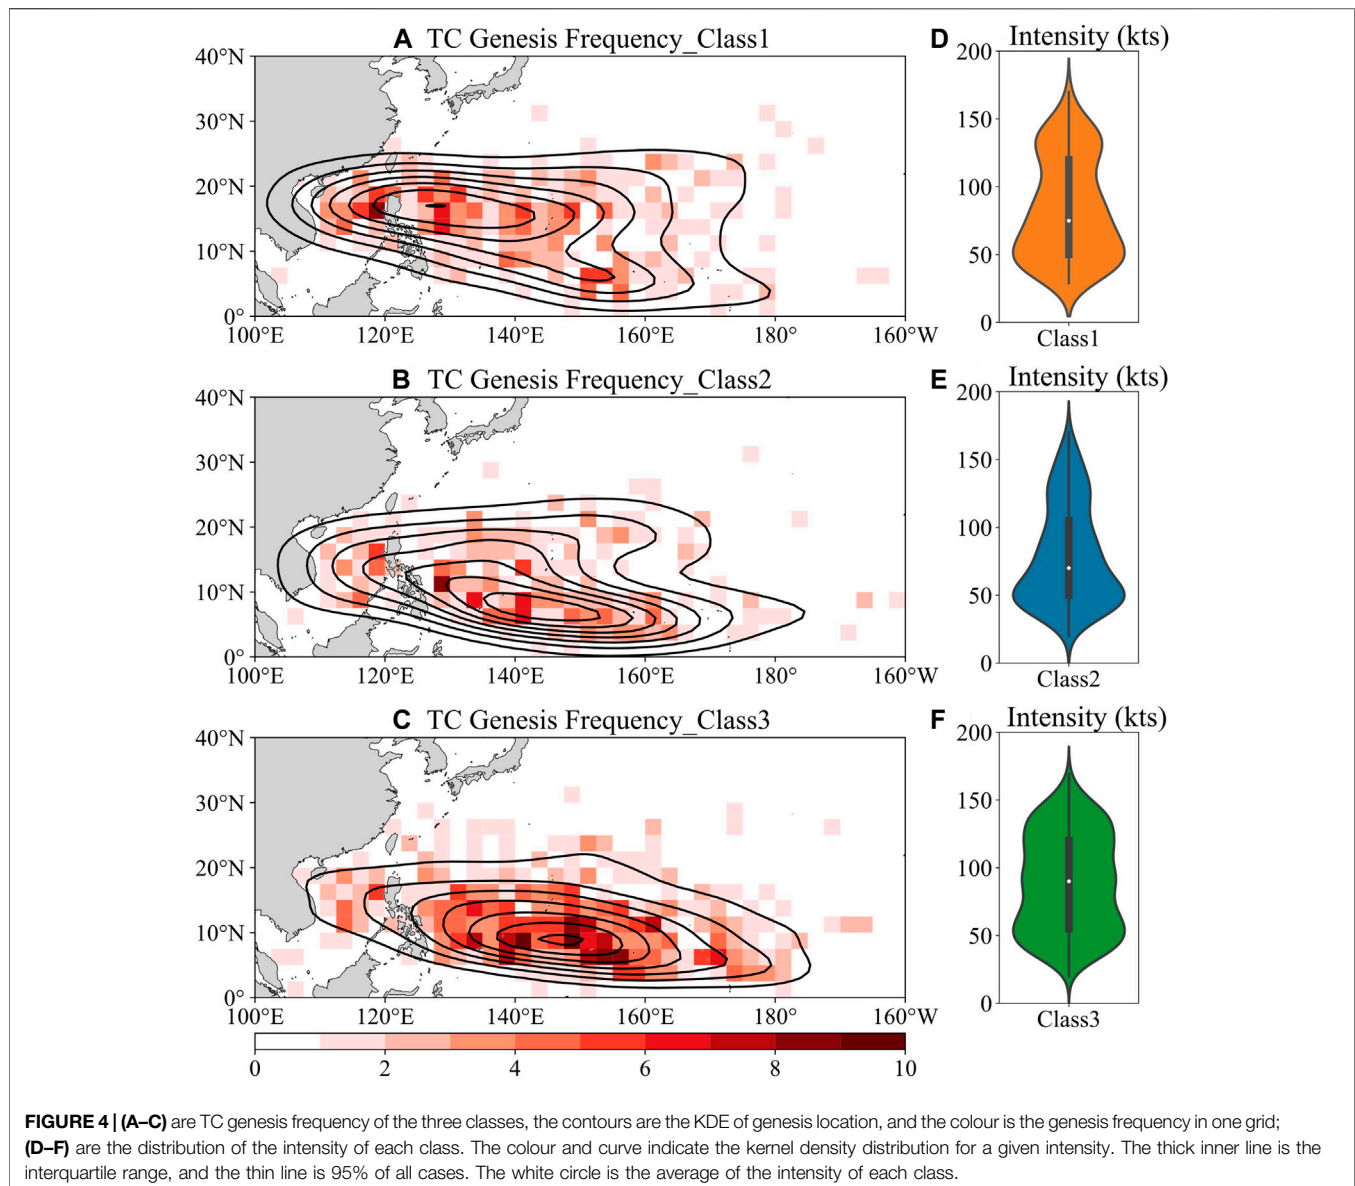 A TC Genesis Frequency_Class1
40°N
30°N
20°N
10°N
0°
100°E 120°E 140°E 160°E 180° 160°W
D Intensity (kts)
200
150
100
50
0
Class1
B TC Genesis Frequency_Class2
40°N
30°N
20°N
10°N
0°
100°E 120°E 140°E 160°E 180° 160°W
E Intensity (kts)
200
150
100
50
0
Class2
C TC Genesis Frequency_Class3
40°N
30°N
20°N
10°N
0°
100°E 120°E 140°E 160°E 180° 160°W
0 2 4 6 8 10
F Intensity (kts)
200
150
100
50
0
Class3
FIGURE 4 | (A–C) are TC genesis frequency of the three classes, the contours are the KDE of genesis location, and the colour is the genesis frequency in one grid;
(D–F) are the distribution of the intensity of each class. The colour and curve indicate the kernel density distribution for a given intensity. The thick inner line is the
interquartile range, and the thin line is 95% of all cases. The white circle is the average of the intensity of each class.